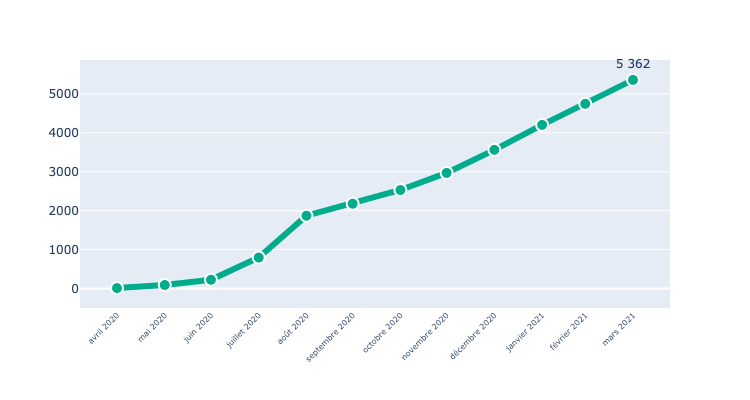 5 362
5000
4000
3000
2000
1000
0
avril 2020
mai 2020
juin 2020
juillet 2020
août 2020
septembre 2020
octobre 2020
novembre 2020
décembre 2020
janvier 2021
février 2021
mars 2021